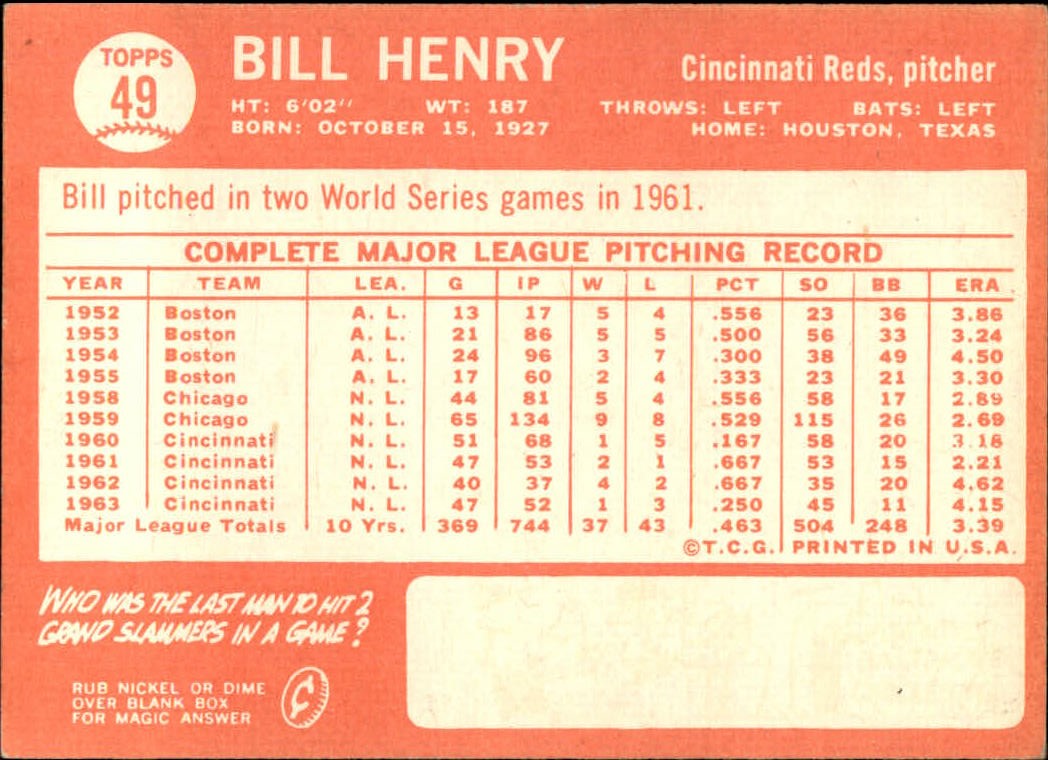 TOPPS
49
BILL HENRY
Cincinnati Reds, pitcher
HT: 6'02" WT: 187 THROWS: LEFT BATS: LEFT
BORN: OCTOBER 15, 1927 HOME: HOUSTON, TEXAS
Bill pitched in two World Series games in 1961.
COMPLETE MAJOR LEAGUE PITCHING RECORD
YEAR TEAM LEA. G IP W L PCT SO BB ERA
1952 Boston A. L. 13 17 5 4 .556 23 36 3.86
1953 Boston A. L. 21 86 5 5 .500 56 33 3.24
1954 Boston A. L. 24 96 3 7 .300 38 49 4.50
1955 Boston A. L. 17 60 2 4 .333 23 21 3.30
1958 Chicago N. L. 44 81 5 4 .556 58 17 2.89
1959 Chicago N. L. 65 134 9 8 .529 115 26 2.69
1960 Cincinnati N. L. 51 68 1 5 .167 58 20 3.18
1961 Cincinnati N. L. 47 53 2 1 .667 53 15 2.21
1962 Cincinnati N. L. 40 37 4 2 .667 35 20 4.62
1963 Cincinnati N. L. 47 52 1 3 .250 45 11 4.15
Major League Totals 10 Yrs. 369 744 37 43 .463 504 248 3.39
©T.C.G. PRINTED IN U.S.A.
WHO WAS THE LAST MAN TO HIT 2
GRAND SLAMMERS IN A GAME?
RUB NICKEL OR DIME
OVER BLANK BOX
FOR MAGIC ANSWER
¢